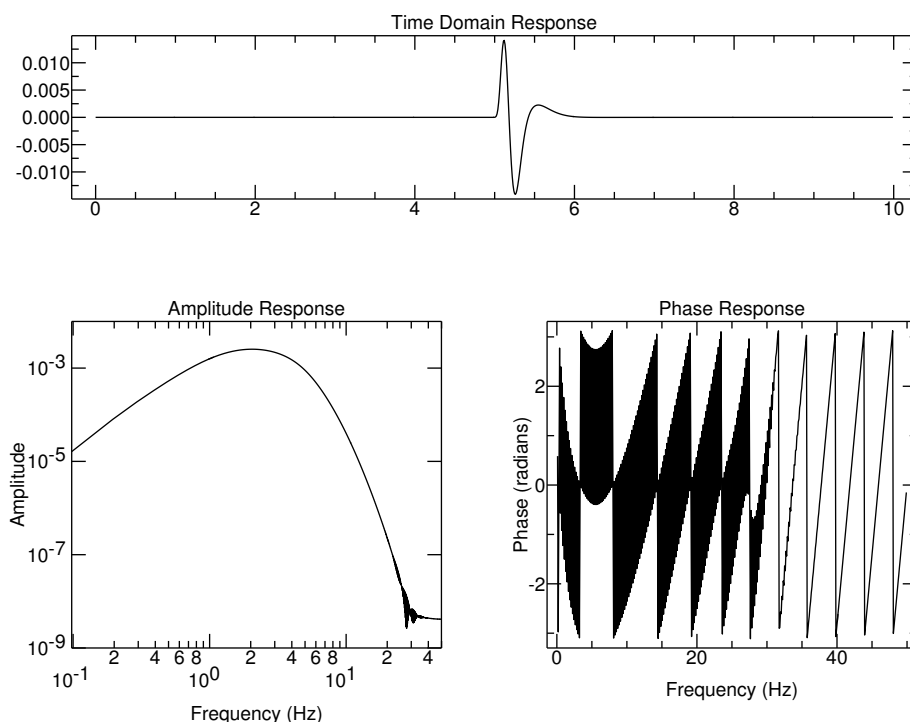 Time Domain Response
0.010
0.005
0.000
-0.005
-0.010
0 2 4 6 8 10
Amplitude Response
10-3
10-5
10-7
10-9
Amplitude
2 4 6 8 2 4 6 8 2 4
10-1 100 101
Frequency (Hz)
Phase Response
2
0
-2
Phase (radians)
0 20 40
Frequency (Hz)